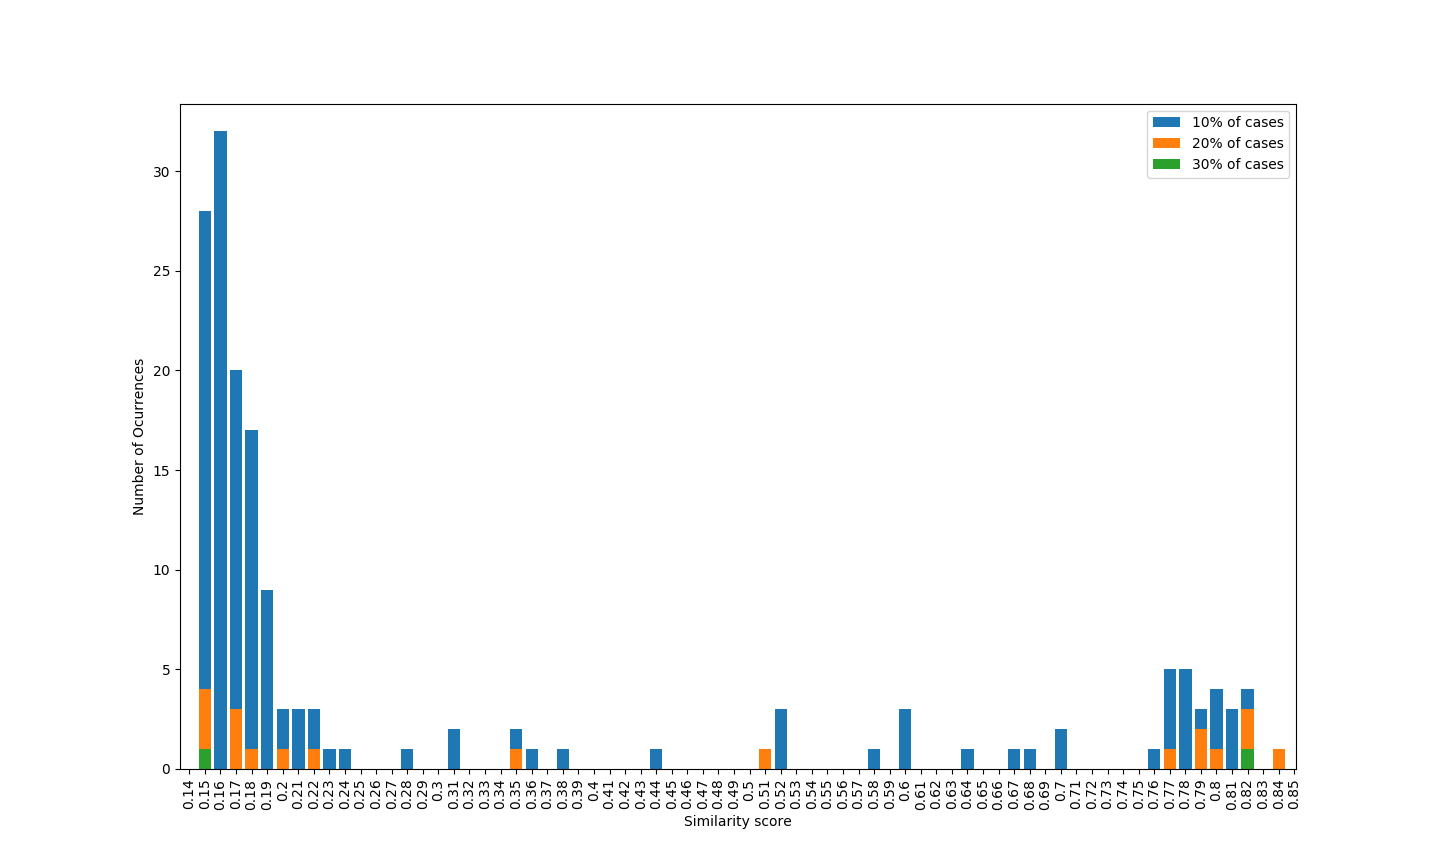 10% of cases
20% of cases
30% of cases
30
25
20
15
10
5
0
Number of Ocurrences
0.14 0.15 0.16 0.17 0.18 0.19 0.2 0.21 0.22 0.23 0.24 0.25 0.26 0.27 0.28 0.29 0.3 0.31 0.32 0.33 0.34 0.35 0.36 0.37 0.38 0.39 0.4 0.41 0.42 0.43 0.44 0.45 0.46 0.47 0.48 0.49 0.5 0.51 0.52 0.53 0.54 0.55 0.56 0.57 0.58 0.59 0.6 0.61 0.62 0.63 0.64 0.65 0.66 0.67 0.68 0.69 0.7 0.71 0.72 0.73 0.74 0.75 0.76 0.77 0.78 0.79 0.8 0.81 0.82 0.83 0.84 0.85
Similarity score